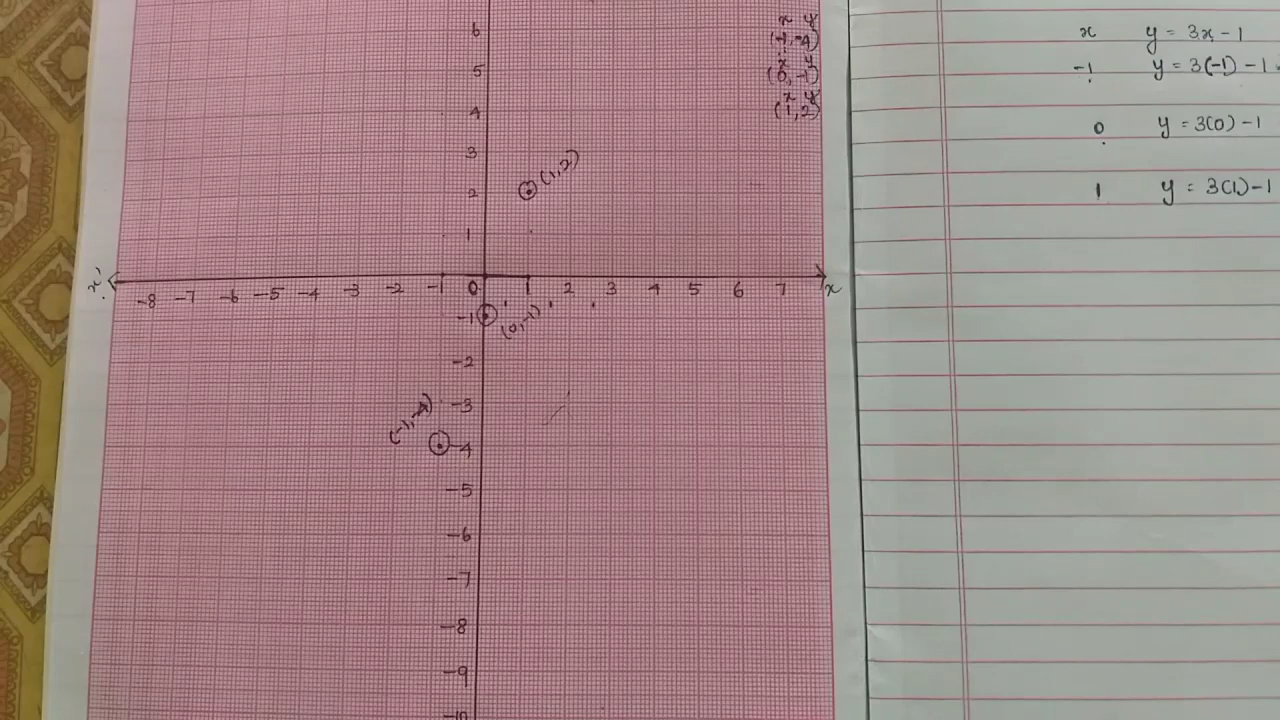 6
5
4
3
2
1
x' -8 -7 -6 -5 -4 -3 -2 -1 0 1 2 3 4 5 6 7 x
-1
-2
-3
-4
-5
-6
-7
-8
-9
-10
(1,2)
(0,-1)
(-1,-4)
x y
(-1,-4)
x y
(0,-1)
x y
(1,2)
x y = 3x - 1
-1 y = 3(-1) - 1
0 y = 3(0) - 1
1 y = 3(1) - 1